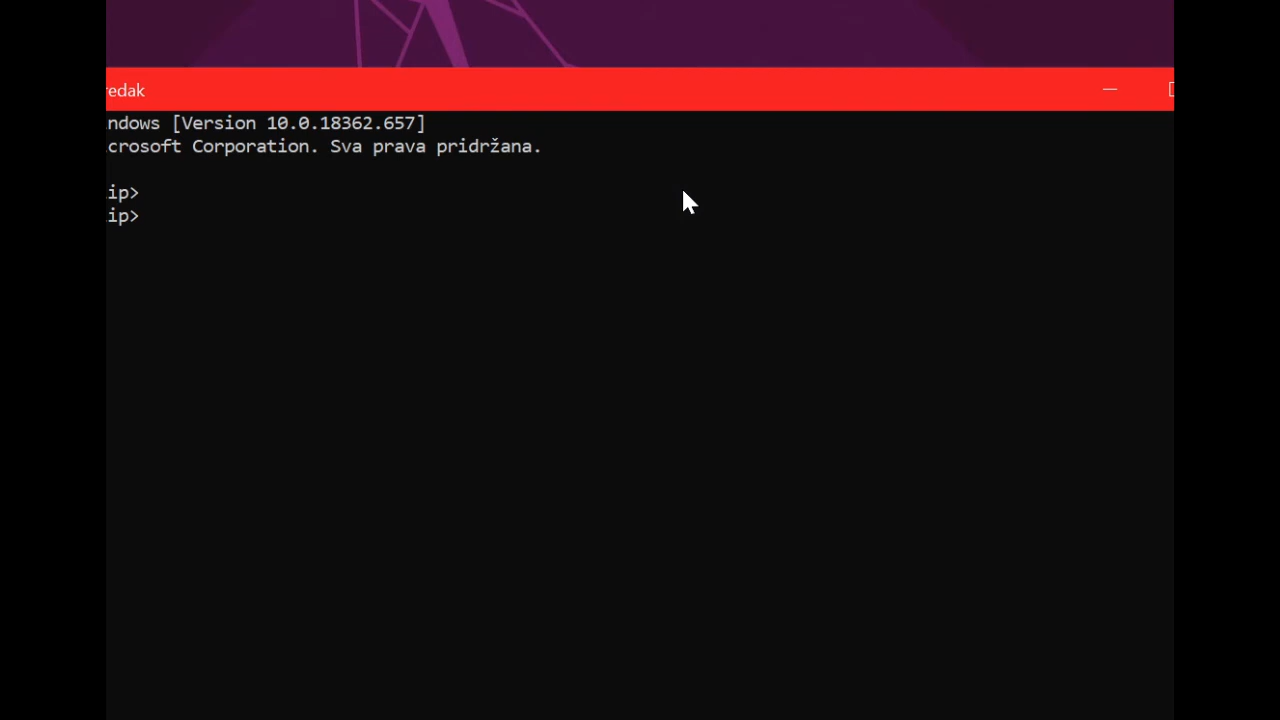 redak
ndows [Version 10.0.18362.657]
crosoft Corporation. Sva prava pridržana.
ip>
ip>